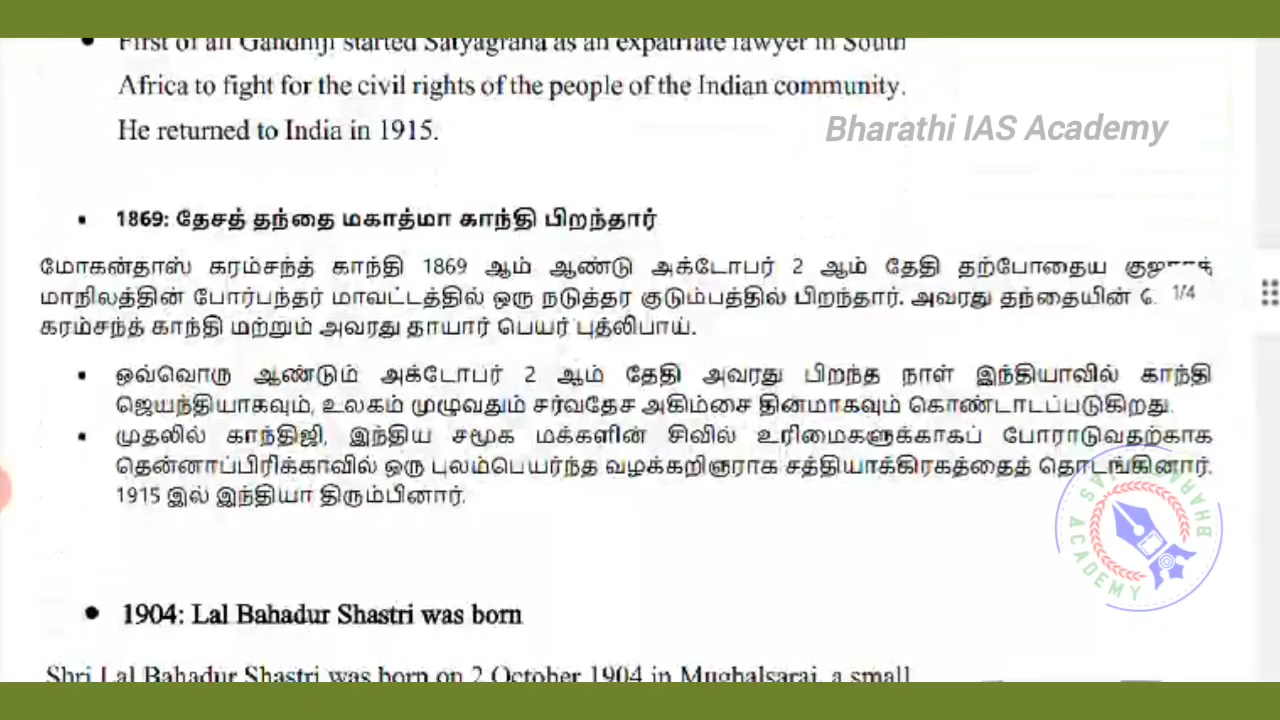 First of all Gandhiji started Satyagraha as an expatriate lawyer in South
Africa to fight for the civil rights of the people of the Indian community.
He returned to India in 1915.
Bharathi IAS Academy
1869: தேசத் தந்தை மகாத்மா காந்தி பிறந்தார்
மோகன்தாஸ் கரம்சந்த் காந்தி 1869 ஆம் ஆண்டு அக்டோபர் 2 ஆம் தேதி தற்போதைய
மாநிலத்தின் போர்பந்தர் மாவட்டத்தில் ஒரு நடுத்தர குடும்பத்தில் பிறந்தார். அவரது தந்தையின்
1/4
கரம்சந்த் காந்தி மற்றும் அவரது தாயார் பெயர் புத்லிபாய்.
ஒவ்வொரு ஆண்டும் அக்டோபர் 2 ஆம் தேதி அவரது பிறந்த நாள் இந்தியாவில் காந்தி
ஜெயந்தியாகவும், உலகம் முழுவதும் சர்வதேச அகிம்சை தினமாகவும் கொண்டாடப்படுகிறது.
முதலில் காந்திஜி, இந்திய சமூக மக்களின் சிவில் உரிமைகளுக்காகப் போராடுவதற்காக
தென்னாப்பிரிக்காவில் ஒரு புலம்பெயர்ந்த வழக்கறிஞராக சத்தியாக்கிரகத்தைத் தொடங்கினார்.
1915 இல் இந்தியா திரும்பினார்.
BHARATHI IAS ACADEMY
1904: Lal Bahadur Shastri was born
Shri Lal Bahadur Shastri was born on 2 October 1904 in Mughalsarai, a small